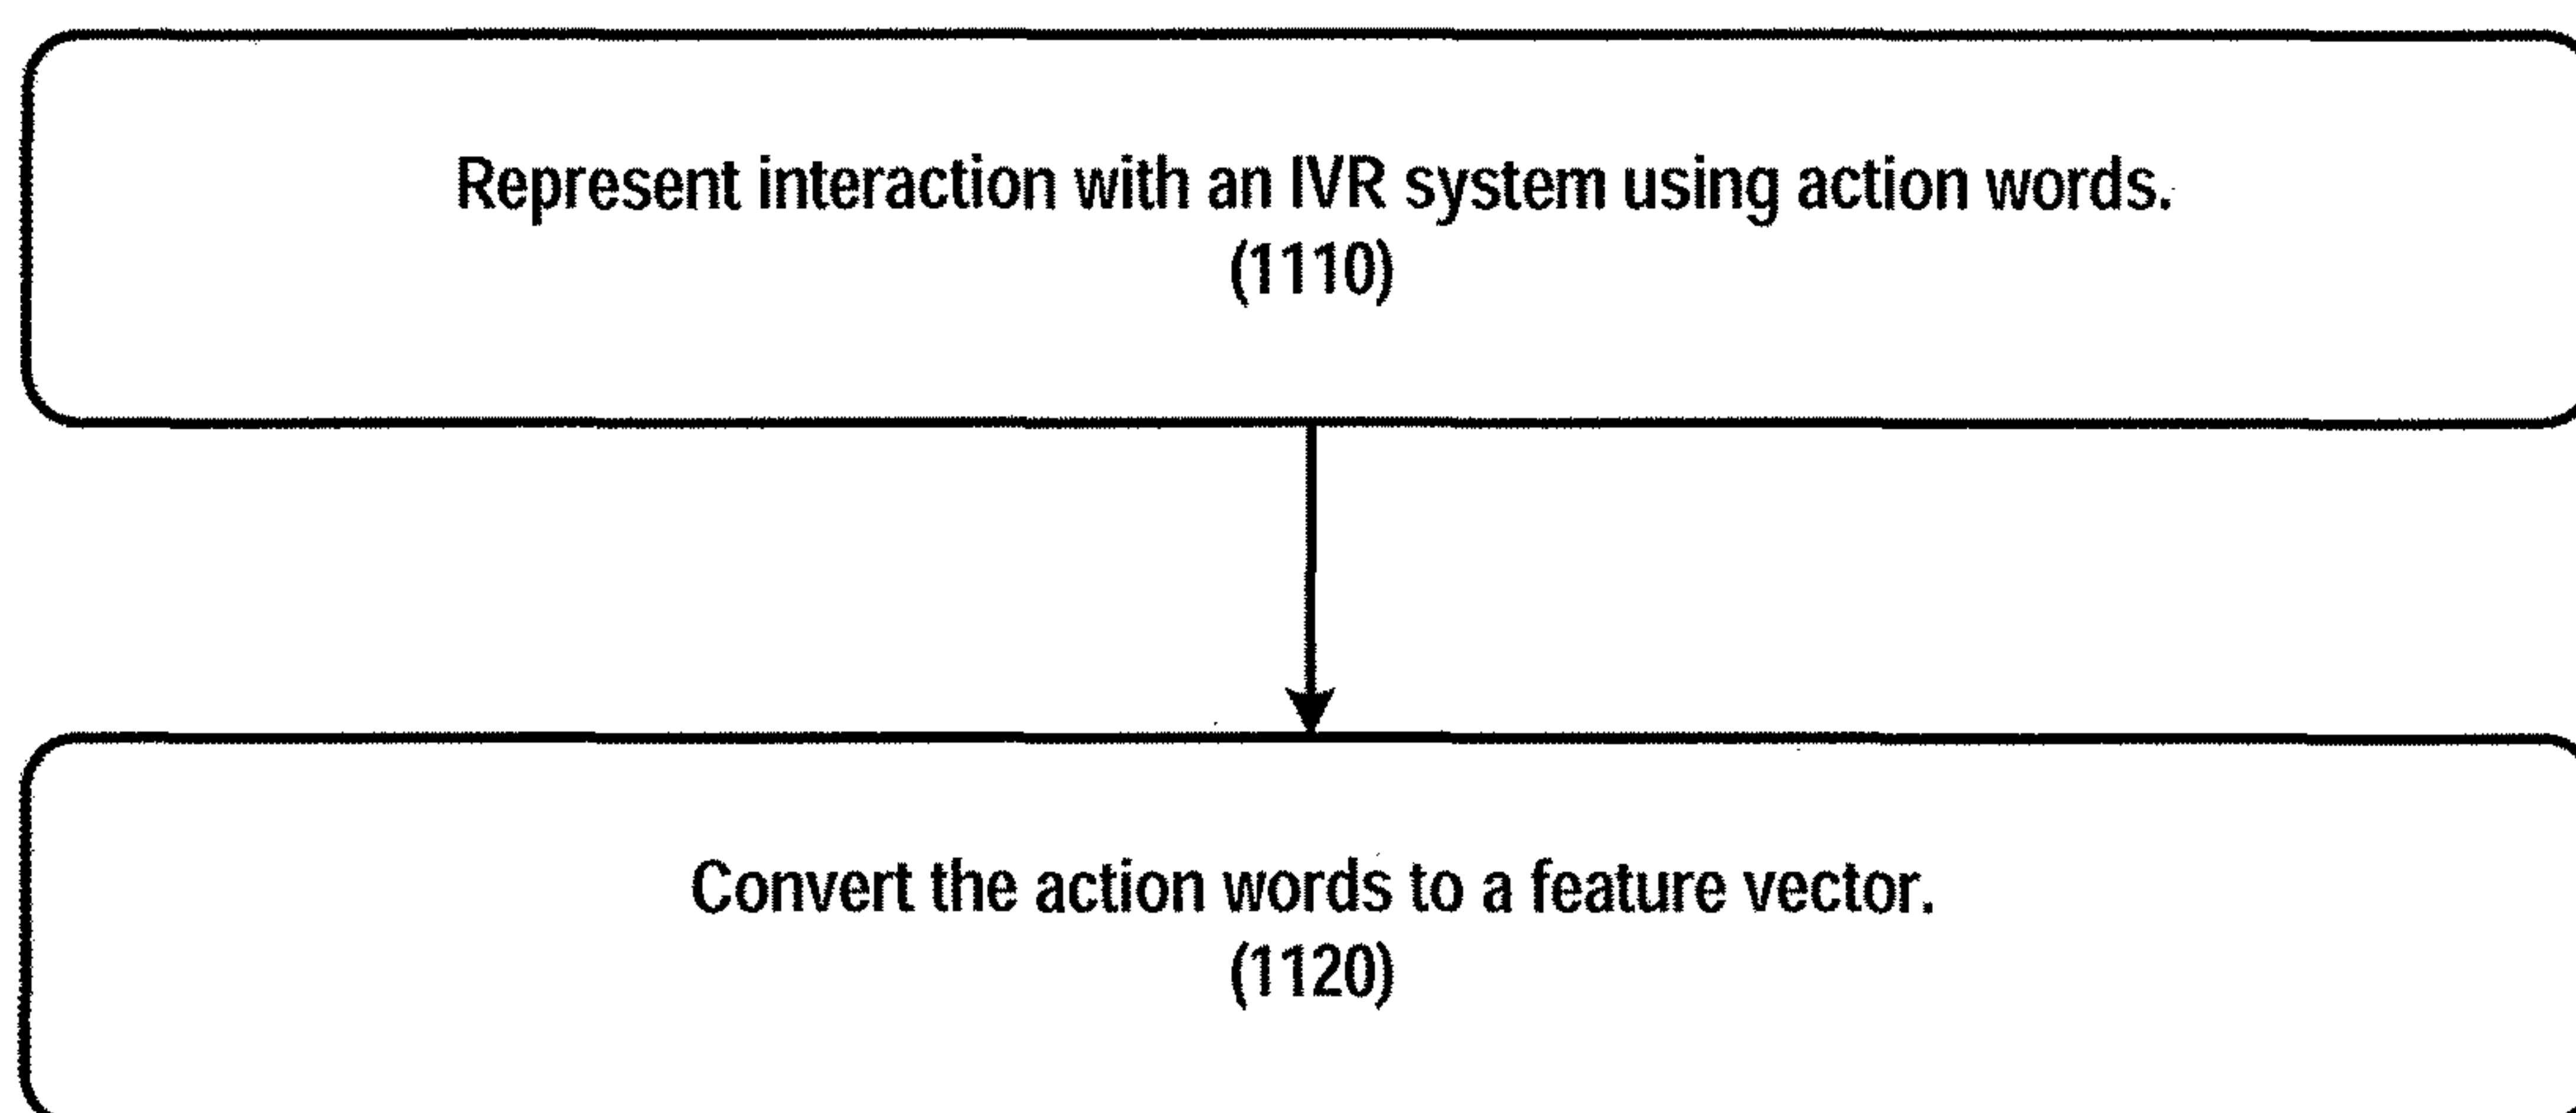 Represent interaction with an IVR system using action words.
(1110)
Convert the action words to a feature vector.
(1120)